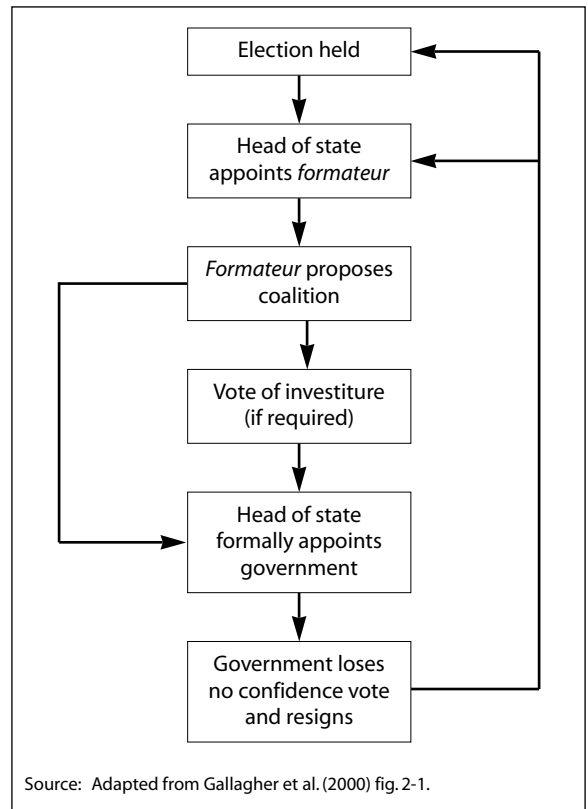 Election held
Head of state
appoints formateur
Formateur proposes
coalition
Vote of investiture
(if required)
Head of state
formally appoints
government
Government loses
no confidence vote
and resigns
Source: Adapted from Gallagher et al. (2000) fig. 2-1.